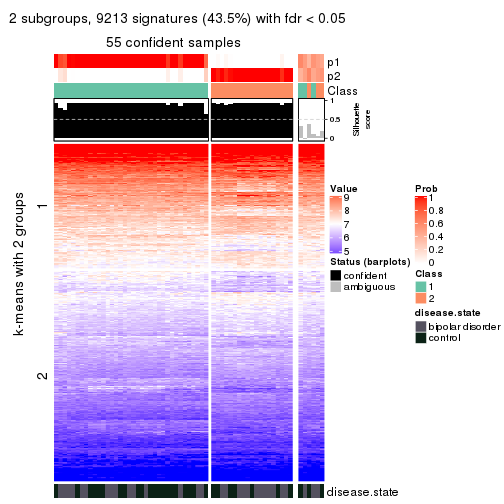 2 subgroups, 9213 signatures (43.5%) with fdr < 0.05
55 confident samples
p1
p2
Class
1
0.5
0
Silhouette
score
k-means with 2 groups
1
2
Value
9
8
7
6
5
Status (barplots)
confident
ambiguous
Prob
1
0.8
0.6
0.4
0.2
0
Class
1
2
disease.state
bipolar disorder
control
disease.state